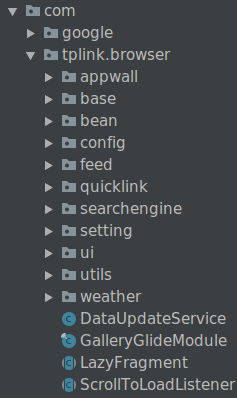 com
google
tplink.browser
appwall
base
bean
config
feed
quicklink
searchengine
setting
ui
utils
weather
DataUpdateService
GalleryGlideModule
LazyFragment
ScrollToLoadListener